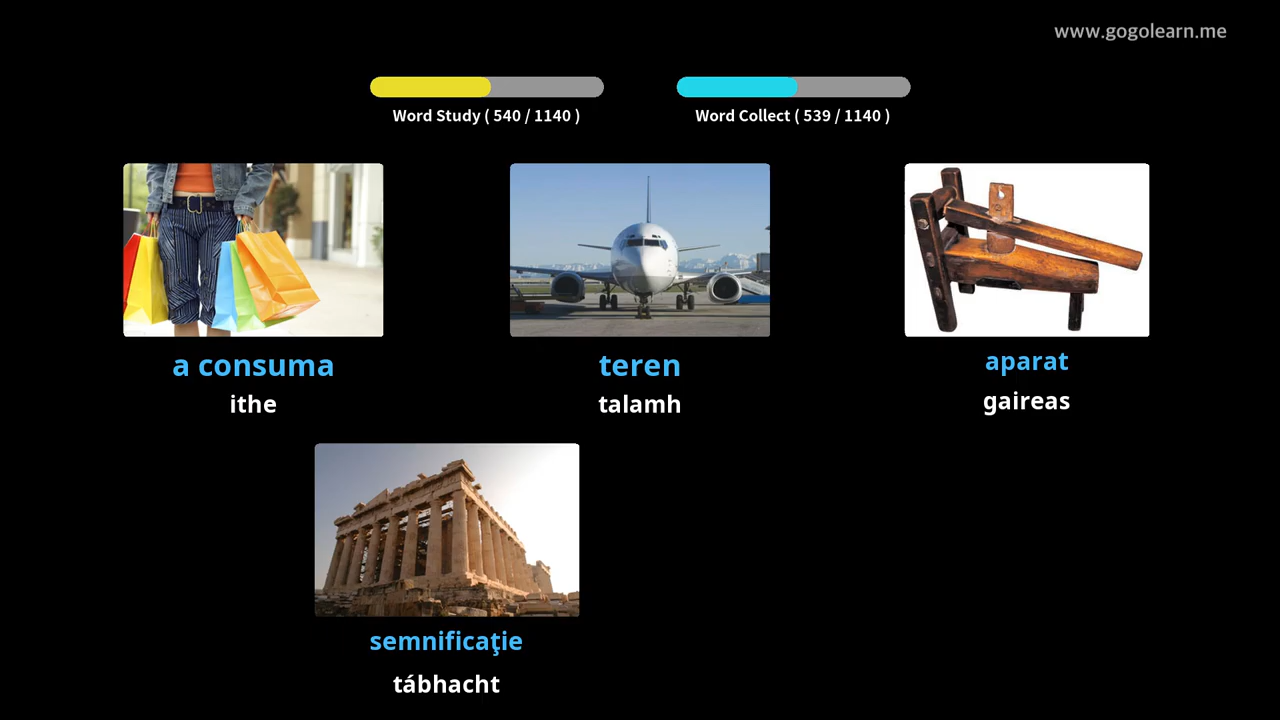 www.gogolearn.me
Word Study ( 540 / 1140 )
Word Collect ( 539 / 1140 )
a consuma
ithe
teren
talamh
aparat
gaireas
semnificaţie
tábhacht